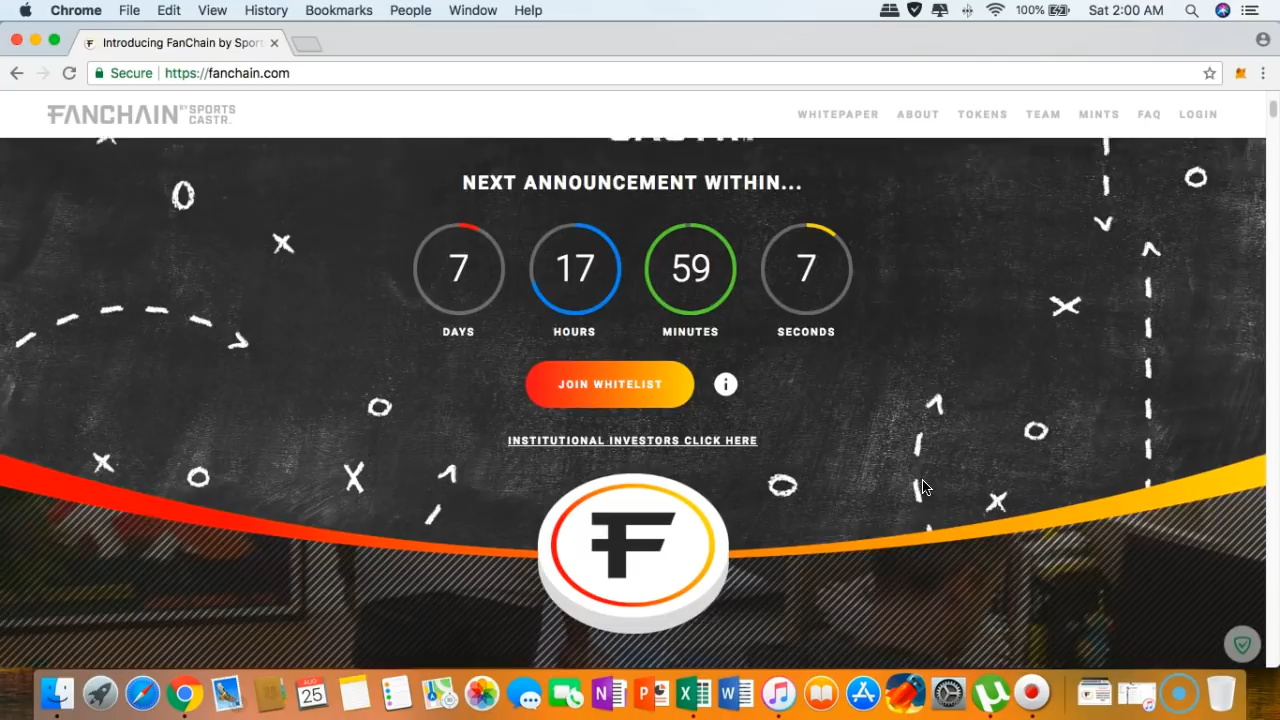 Chrome File Edit View History Bookmarks People Window Help 100% Sat 2:00 AM
Introducing FanChain by Sport
Secure https://fanchain.com
FANCHAIN BY SPORTS CASTR.
WHITEPAPER ABOUT TOKENS TEAM MINTS FAQ LOGIN
NEXT ANNOUNCEMENT WITHIN...
7 17 59 7
DAYS HOURS MINUTES SECONDS
JOIN WHITELIST i
INSTITUTIONAL INVESTORS CLICK HERE
F
AUG
25